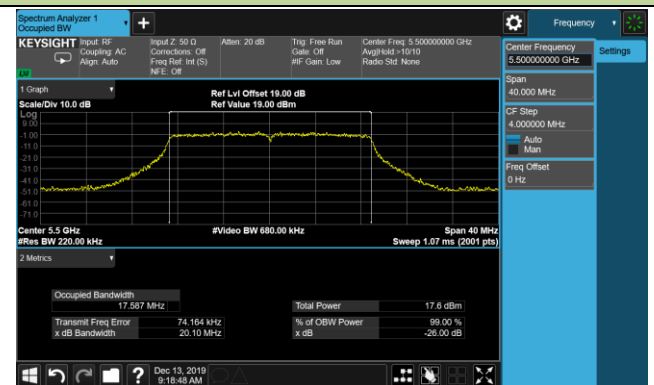 Spectrum Analyzer 1
Occupied BW
Frequency
KEYSIGHT
Input: RF
Coupling: AC
Align: Auto
Input Z: 50 Ω
Corrections: Off
Freq Ref: Int (S)
NFE: Off
Atten: 20 dB
Trig: Free Run
Gate: Off
#IF Gain: Low
Center Freq: 5.500000000 GHz
Avg|Hold:>10/10
Radio Std: None
Center Frequency
5.500000000 GHz
Settings
Span
40.000 MHz
CF Step
4.000000 MHz
Auto
Man
Freq Offset
0 Hz
1 Graph
Scale/Div 10.0 dB
Ref Lvl Offset 19.00 dB
Ref Value 19.00 dBm
Log
9.00
-1.00
-11.0
-21.0
-31.0
-41.0
-51.0
-61.0
-71.0
Center 5.5 GHz
#Video BW 680.00 kHz
Span 40 MHz
#Res BW 220.00 kHz
Sweep 1.07 ms (2001 pts)
2 Metrics
Occupied Bandwidth
17.587 MHz
Total Power 17.6 dBm
Transmit Freq Error 74.164 kHz
% of OBW Power 99.00 %
x dB Bandwidth 20.10 MHz
x dB -26.00 dB
Dec 13, 2019
9:18:48 AM